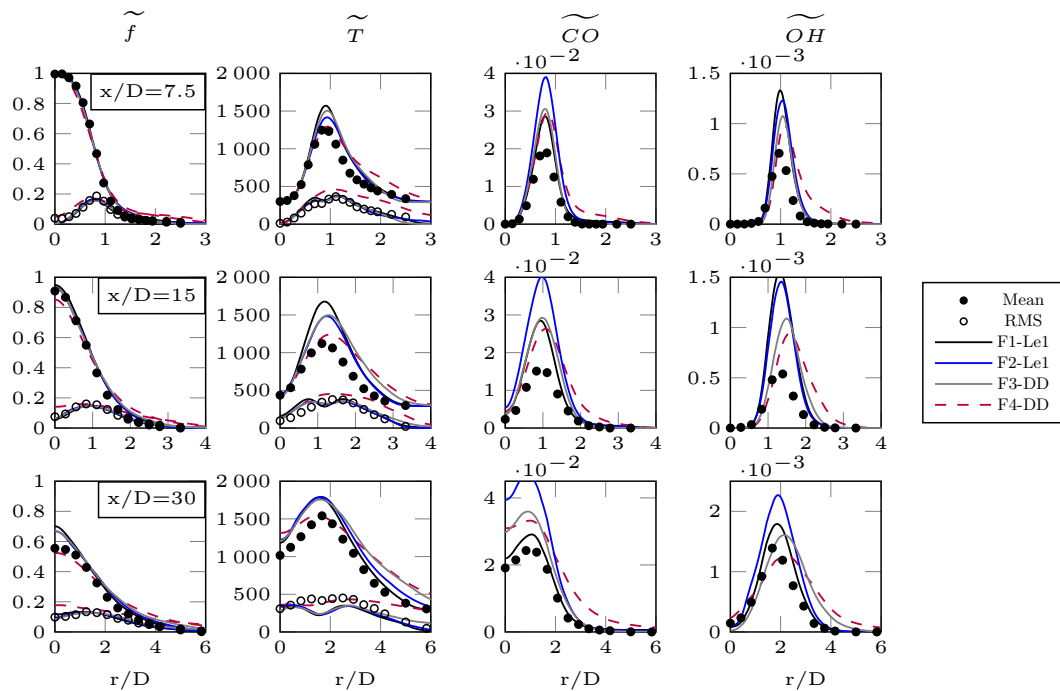 f̃ T̃ C͠O O͠H
·10⁻² ·10⁻³
1 0.8 0.6 0.4 0.2 0 x/D=7.5 2 000 1 500 1 000 500 0 4 3 2 1 0 1.5 1 0.5 0
0 1 2 3 0 1 2 3 0 1 2 3 4 0 1 2 3 4
·10⁻² ·10⁻³
1 0.8 0.6 0.4 0.2 0 x/D=15 2 000 1 500 1 000 500 0 4 3 2 1 0 1.5 1 0.5 0
0 1 2 3 4 0 1 2 3 4 0 1 2 3 4 0 1 2 3 4
Mean
RMS
F1-Le1
F2-Le1
F3-DD
F4-DD
·10⁻² ·10⁻³
1 0.8 0.6 0.4 0.2 0 x/D=30 2 000 1 500 1 000 500 0 4 2 0 2 1 0
0 2 4 6 0 2 4 6 0 2 4 6 0 2 4 6
r/D r/D r/D r/D